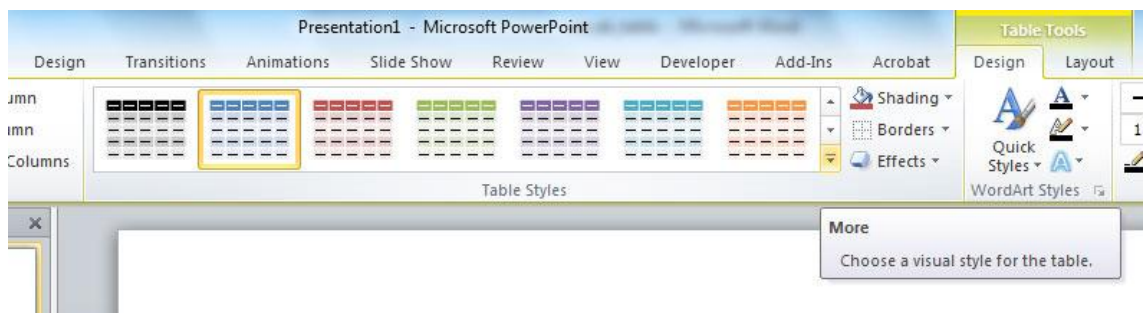 Presentation1 - Microsoft PowerPoint
Table Tools
Design Transitions Animations Slide Show Review View Developer Add-Ins Acrobat Design Layout
umn
umn
Columns
Shading
Borders
Effects
A
A
Quick
Styles
A
1
Table Styles
WordArt Styles
More
Choose a visual style for the table.